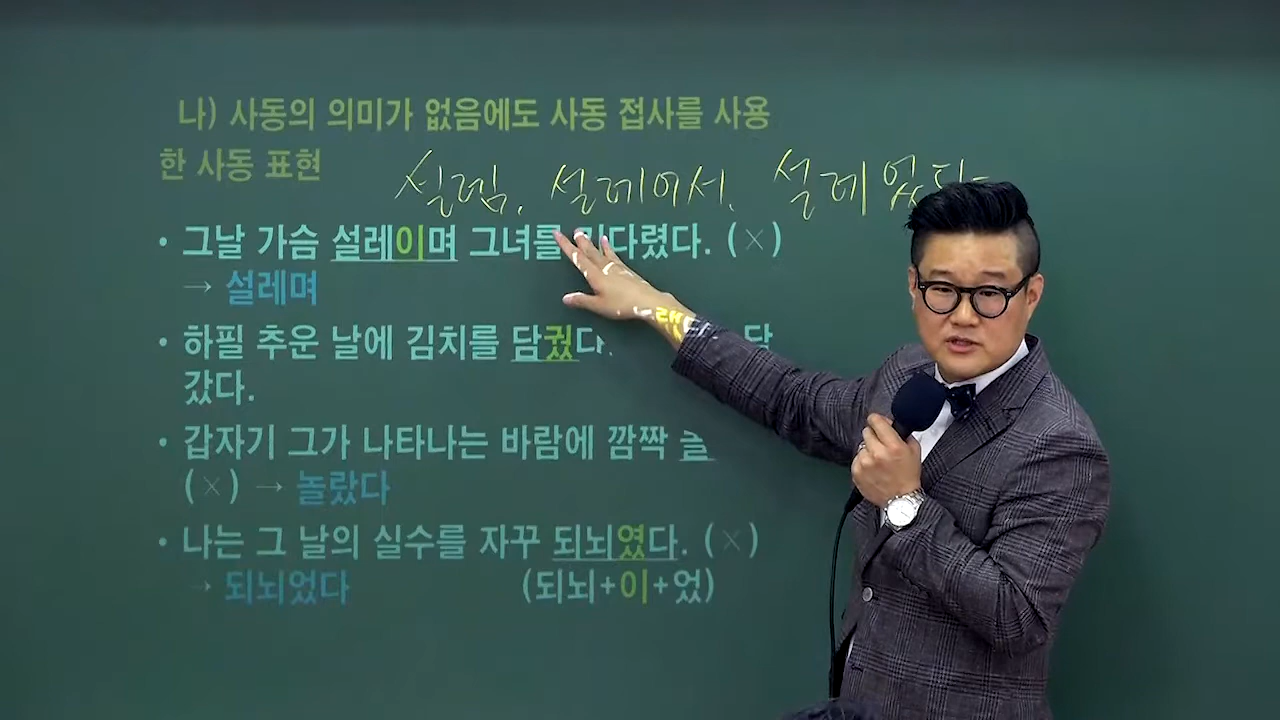 나) 사동의 의미가 없음에도 사동 접사를 사용
한 사동 표현
설렘, 설레어서, 설레었다
• 그날 가슴 설레이며 그녀를 다렸다. (×)
→ 설레며
• 하필 추운 날에 김치를 담궜다.
갔다.
• 갑자기 그가 나타나는 바람에 깜짝
(×) → 놀랐다
• 나는 그 날의 실수를 자꾸 되뇌였다. (×)
→ 되뇌었다 (되뇌+이+었)